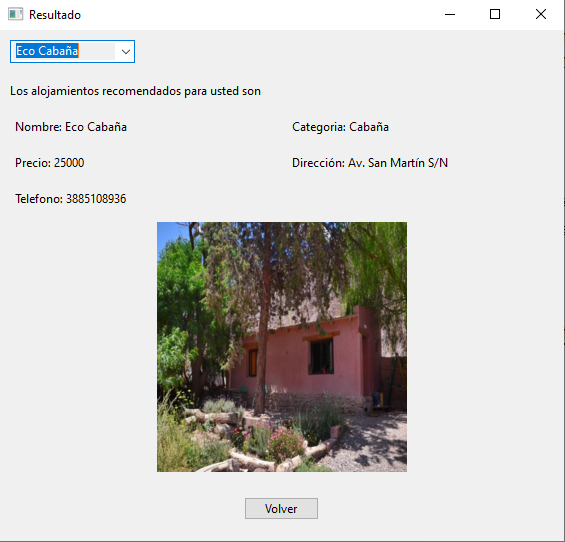 Resultado
Eco Cabaña
Los alojamientos recomendados para usted son
Nombre: Eco Cabaña
Categoria: Cabaña
Precio: 25000
Dirección: Av. San Martín S/N
Telefono: 3885108936
Volver